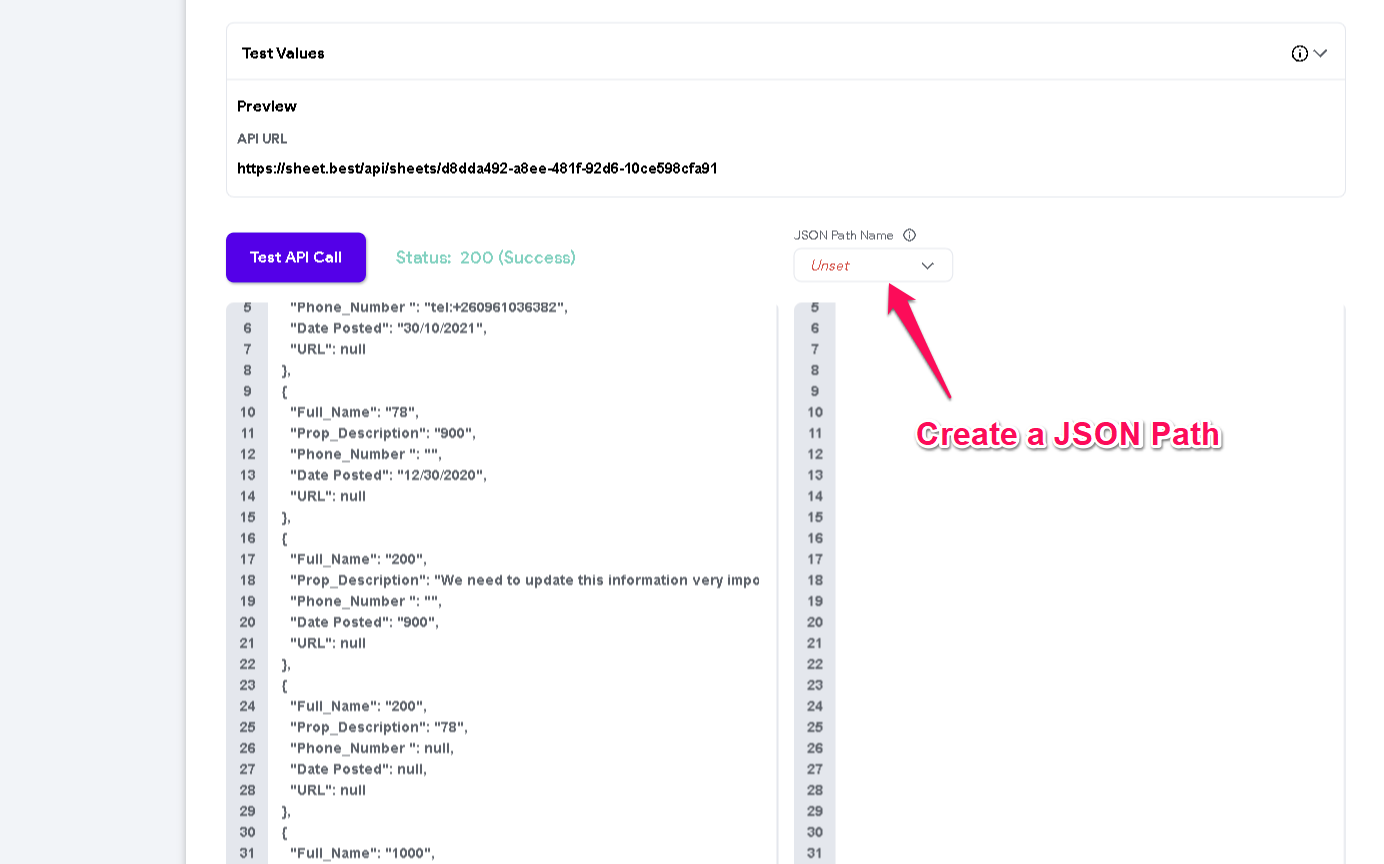 Test Values
Preview
API URL
https://sheet.best/api/sheets/d8dda492-a8ee-481f-92d6-10ce598cfa91
JSON Path Name
Test API Call
Status: 200 (Success)
Unset
5 "Phone_Number ": "tel:+260961036382",
6 "Date Posted": "30/10/2021",
7 "URL": null
8 },
9 {
10 "Full_Name": "78",
11 "Prop_Description": "900",
12 "Phone_Number ": "",
13 "Date Posted": "12/30/2020",
14 "URL": null
15 },
16 {
17 "Full_Name": "200",
18 "Prop_Description": "We need to update this information very impo
19 "Phone_Number ": "",
20 "Date Posted": "900",
21 "URL": null
22 },
23 {
24 "Full_Name": "200",
25 "Prop_Description": "78",
26 "Phone_Number ": null,
27 "Date Posted": null,
28 "URL": null
29 },
30 {
31 "Full_Name": "1000",
5
6
7
8
9
10
11
12
13
14
15
16
17
18
19
20
21
22
23
24
25
26
27
28
29
30
31
Create a JSON Path